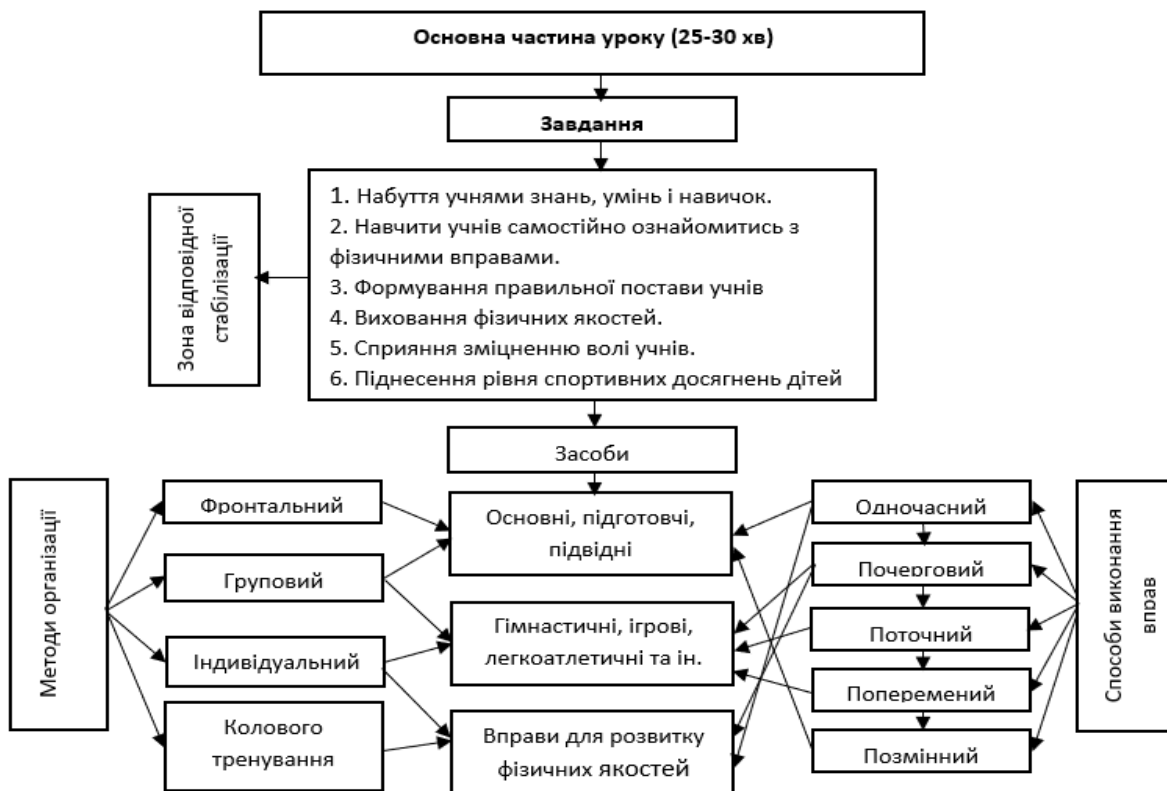 Основна частина уроку (25-30 хв)
Завдання
Зона відповідної
стабілізації
1. Набуття учнями знань, умінь і навичок.
2. Навчити учнів самостійно ознайомитись з
фізичними вправами.
3. Формування правильної постави учнів
4. Виховання фізичних якостей.
5. Сприяння зміцненню волі учнів.
6. Піднесення рівня спортивних досягнень дітей
Засоби
Методи організації
Фронтальний
Груповий
Індивідуальний
Колового
тренування
Основні, підготовчі,
підвідні
Гімнастичні, ігрові,
легкоатлетичні та ін.
Вправи для розвитку
фізичних якостей
Одночасний
Почерговий
Поточний
Поперемений
Позмінний
Способи виконання
вправ